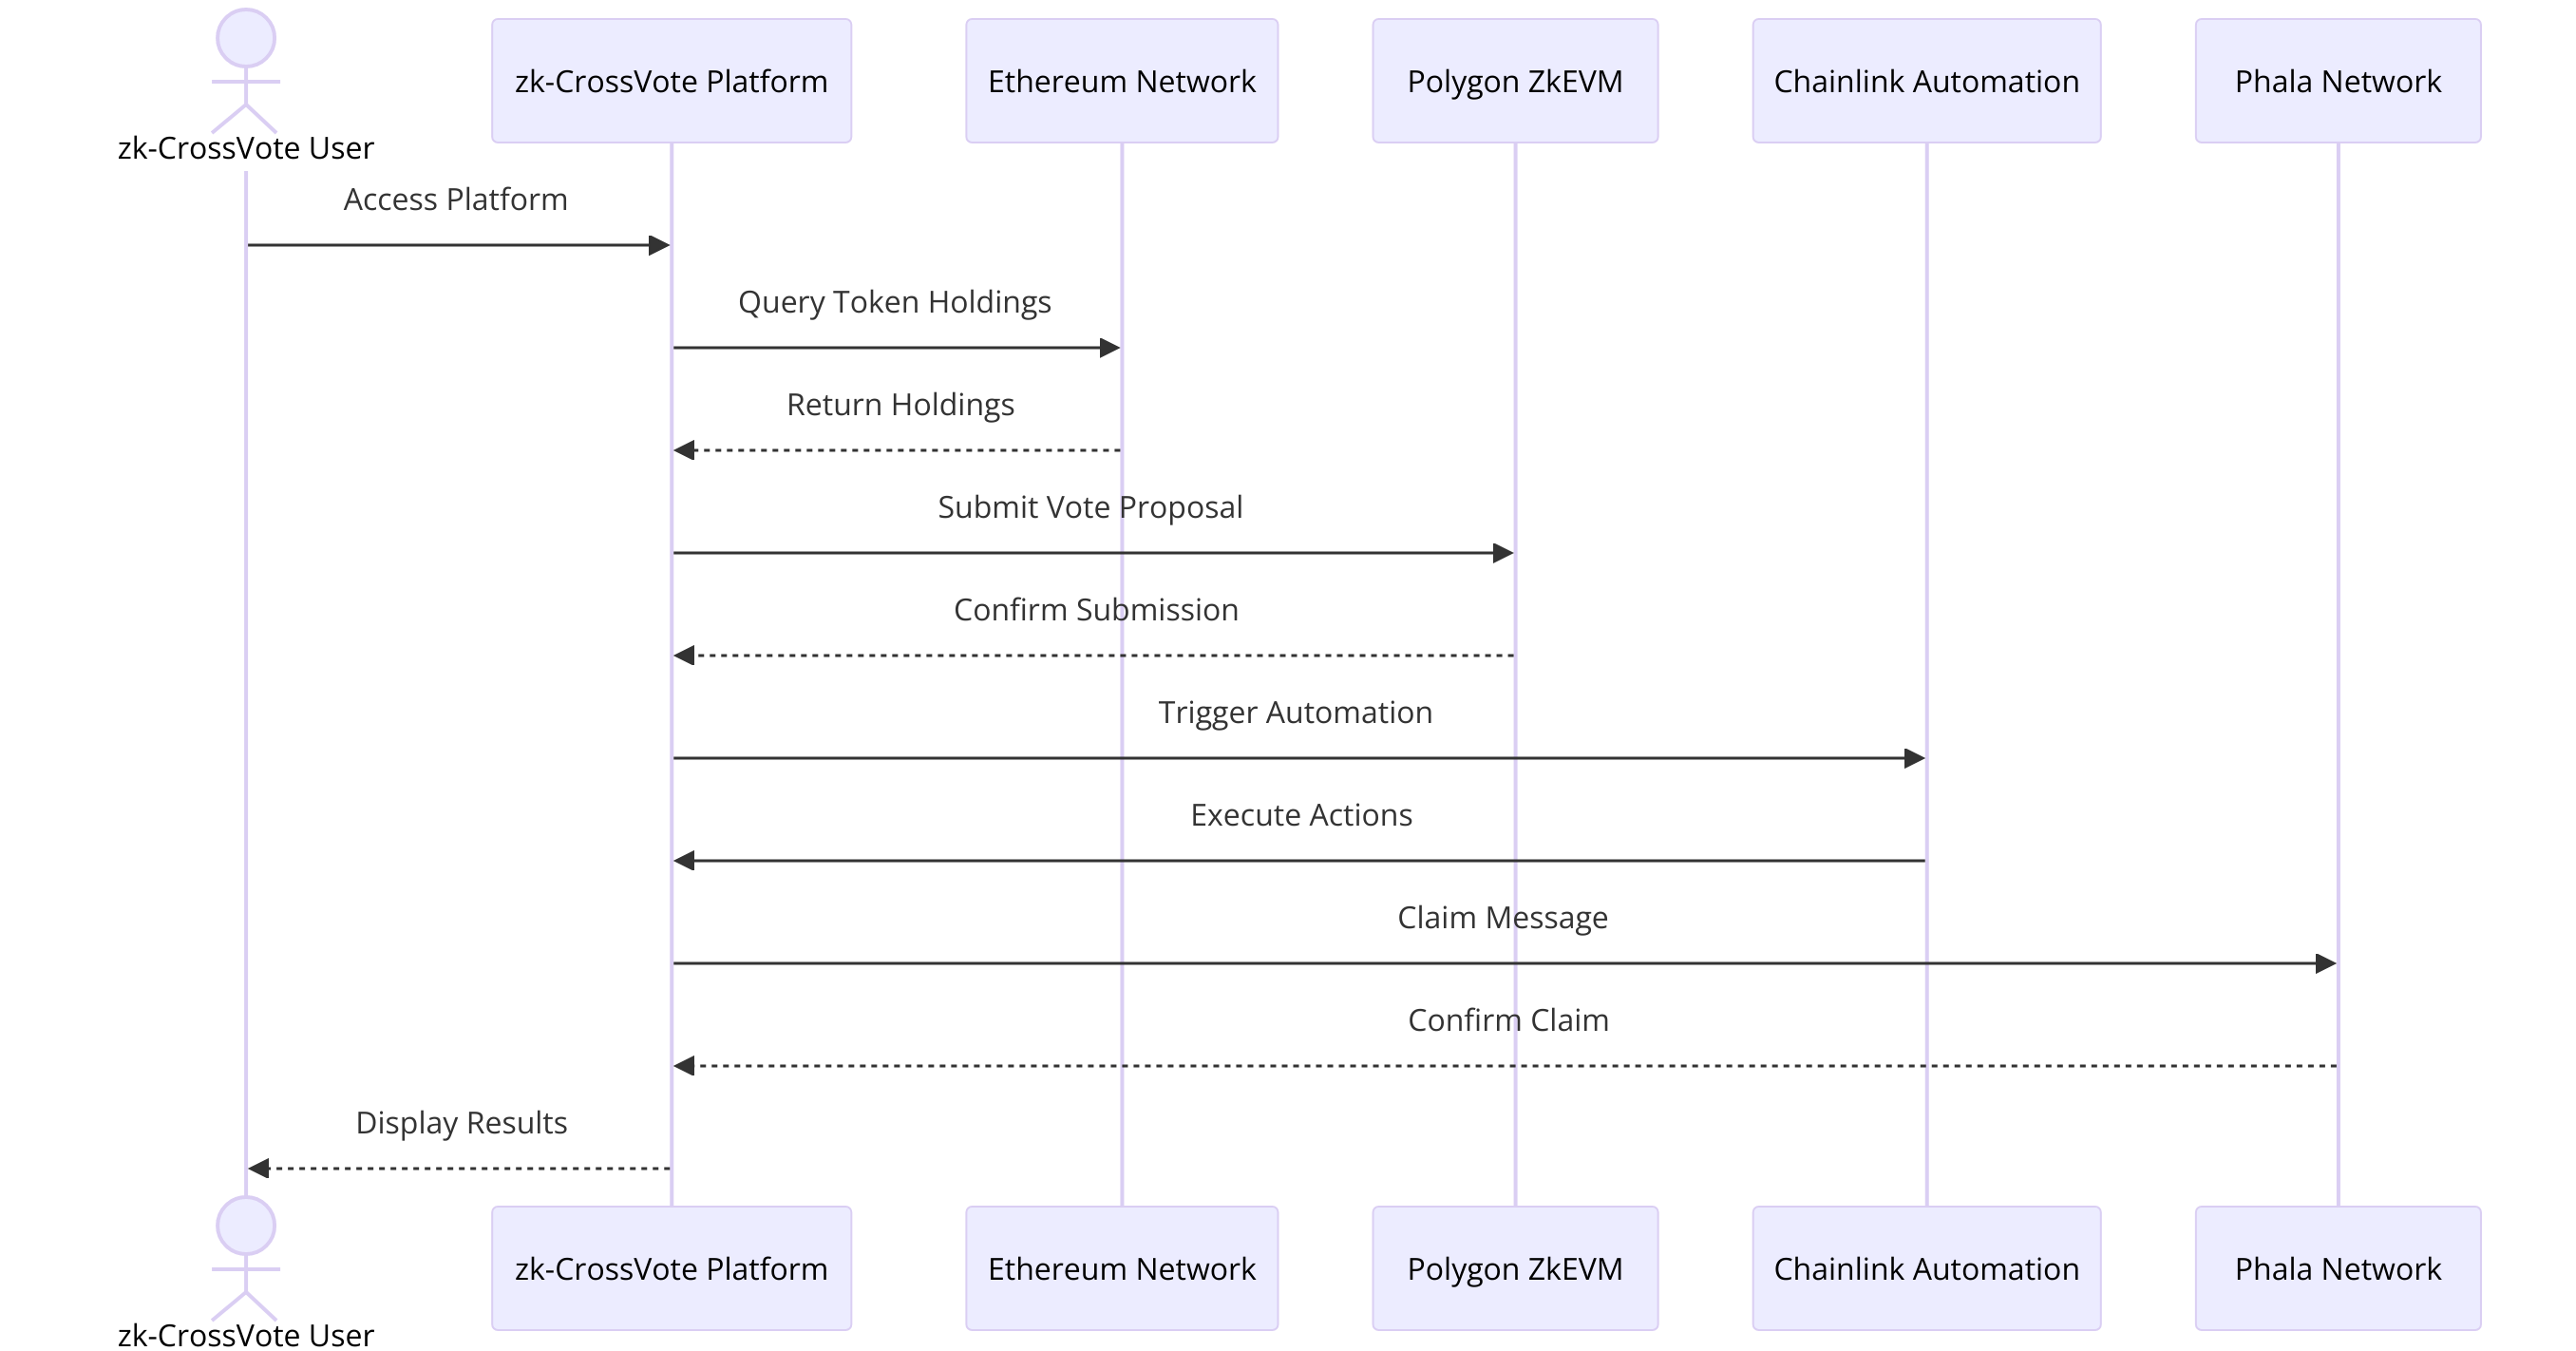 zk-CrossVote User
zk-CrossVote Platform
Ethereum Network
Polygon ZkEVM
Chainlink Automation
Phala Network
Access Platform
Query Token Holdings
Return Holdings
Submit Vote Proposal
Confirm Submission
Trigger Automation
Execute Actions
Claim Message
Confirm Claim
Display Results
zk-CrossVote User
zk-CrossVote Platform
Ethereum Network
Polygon ZkEVM
Chainlink Automation
Phala Network